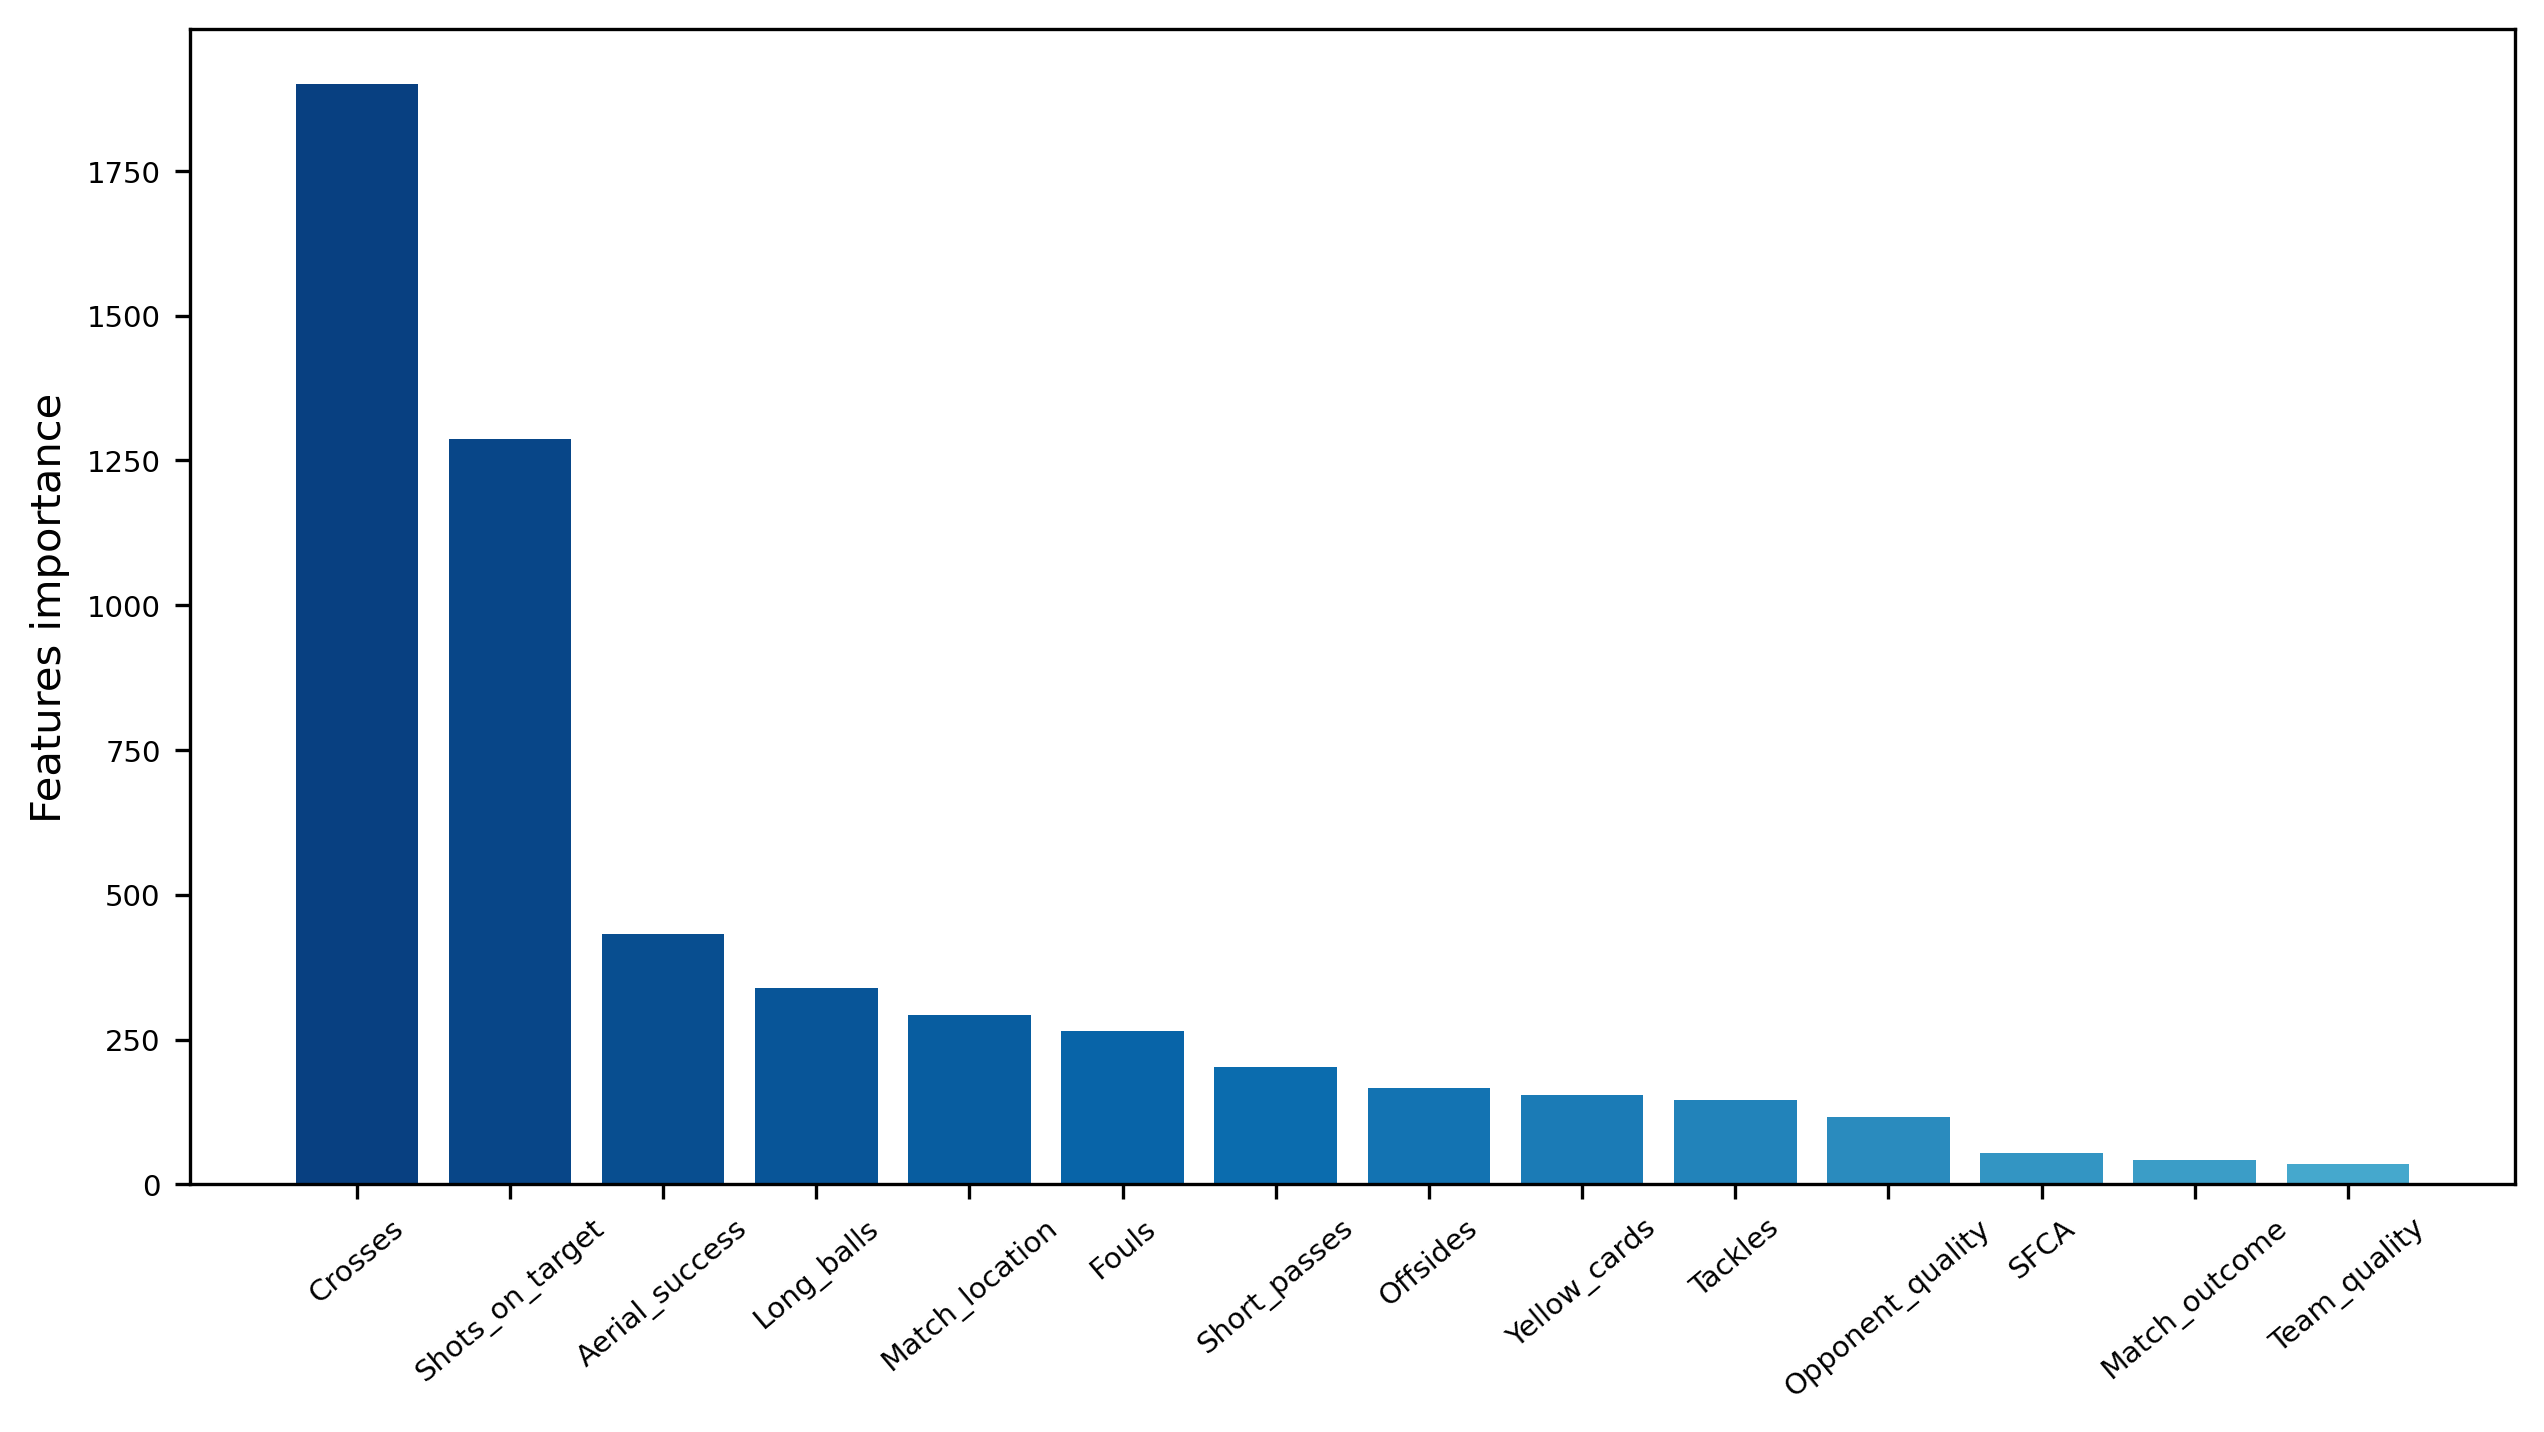 Features importance
1750
1500
1250
1000
750
500
250
0
Crosses
Shots_on_target
Aerial_success
Long_balls
Match_location
Fouls
Short_passes
Offsides
Yellow_cards
Tackles
Opponent_quality
SFCA
Match_outcome
Team_quality